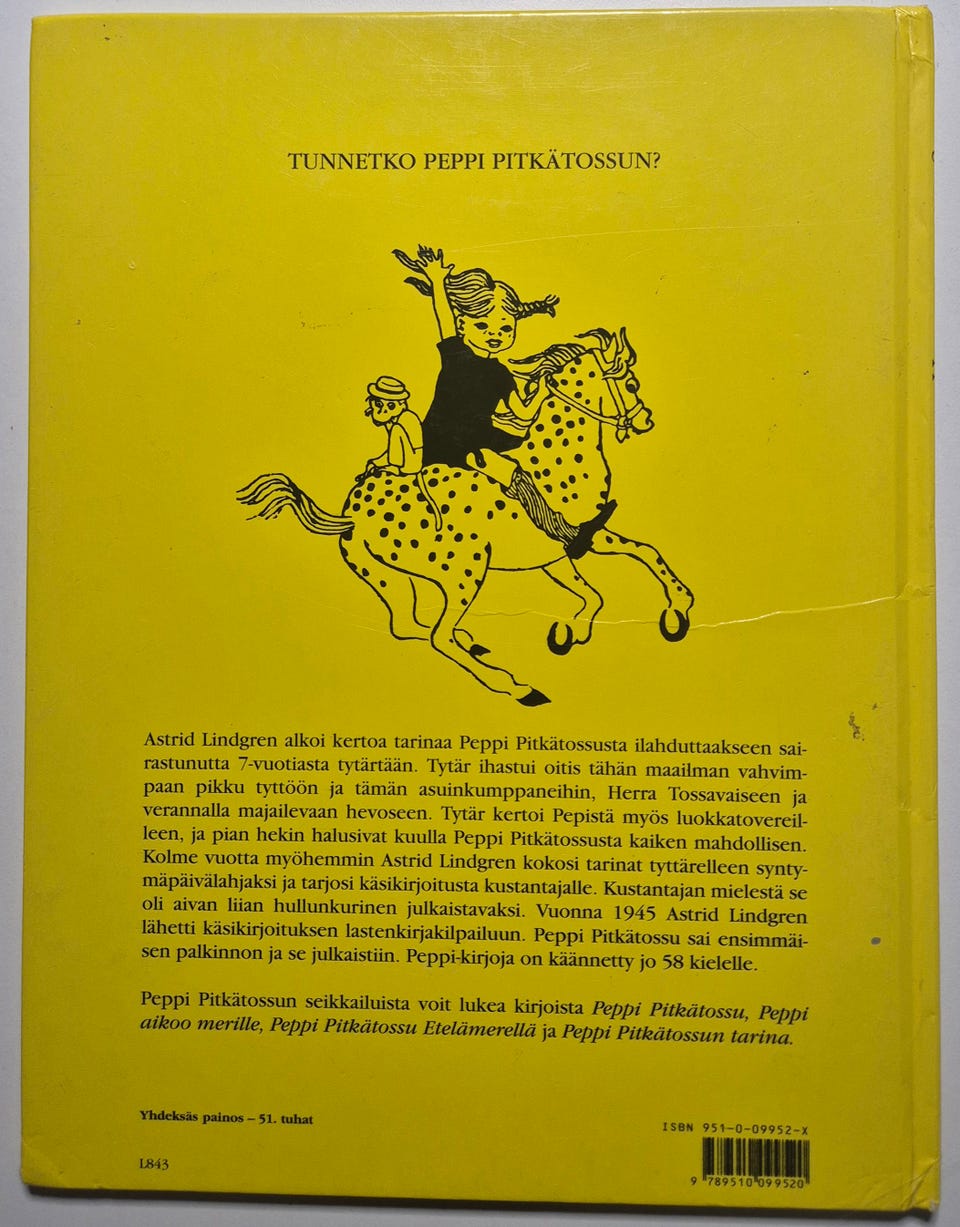 TUNNETKO PEPPI PITKÄTOSSUN?
Astrid Lindgren alkoi kertoa tarinaa Peppi Pitkätossusta ilahduttaakseen sai-
rastunutta 7-vuotiasta tytärtään. Tytär ihastui oitis tähän maailman vahvim-
paan pikku tyttöön ja tämän asuinkumppaneihin, Herra Tossavaiseen ja
verannalla majailevaan hevoseen. Tytär kertoi Pepistä myös luokkatovereil-
leen, ja pian hekin halusivat kuulla Peppi Pitkätossusta kaiken mahdollisen.
Kolme vuotta myöhemmin Astrid Lindgren kokosi tarinat tyttärelleen synty-
mäpäivälahjaksi ja tarjosi käsikirjoitusta kustantajalle. Kustantajan mielestä se
oli aivan liian hullunkurinen julkaistavaksi. Vuonna 1945 Astrid Lindgren
lähetti käsikirjoituksen lastenkirjakilpailuun. Peppi Pitkätossu sai ensimmäi-
sen palkinnon ja se julkaistiin. Peppi-kirjoja on käännetty jo 58 kielelle.
Peppi Pitkätossun seikkailuista voit lukea kirjoista Peppi Pitkätossu, Peppi
aikoo merille, Peppi Pitkätossu Etelämerellä ja Peppi Pitkätossun tarina.
Yhdeksäs painos – 51. tuhat
L843
ISBN 951-0-09952-X
9 789510 099520